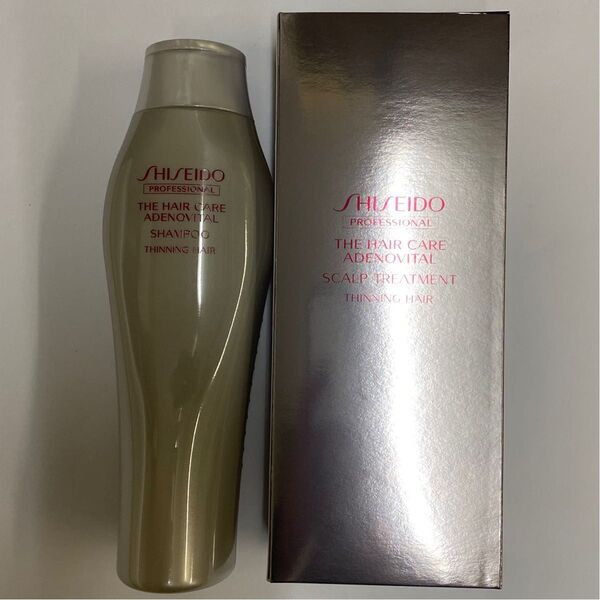 SHISEIDO
PROFESSIONAL
THE HAIR CARE
ADENOVITAL
SHAMPOO
THINNING HAIR
SHISEIDO
PROFESSIONAL
THE HAIR CARE
ADENOVITAL
SCALP TREATMENT
THINNING HAIR